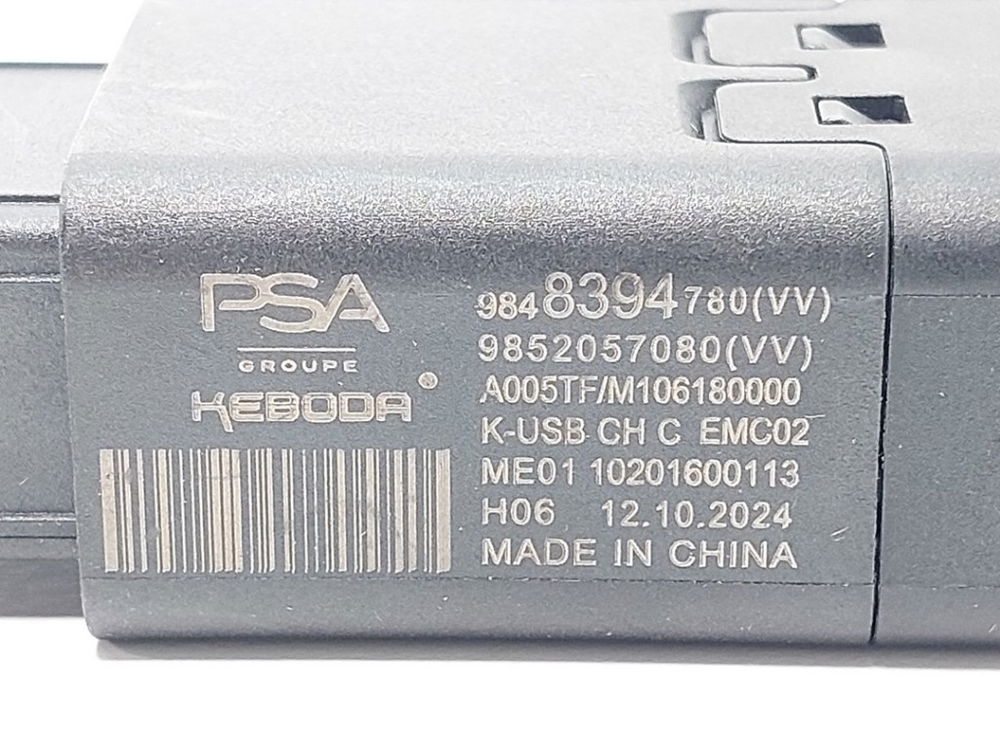 PSA
GROUPE
KEBODA
9848394780(VV)
9852057080(VV)
A005TF/M106180000
K-USB CH C EMC02
ME01 10201600113
H06 12.10.2024
MADE IN CHINA